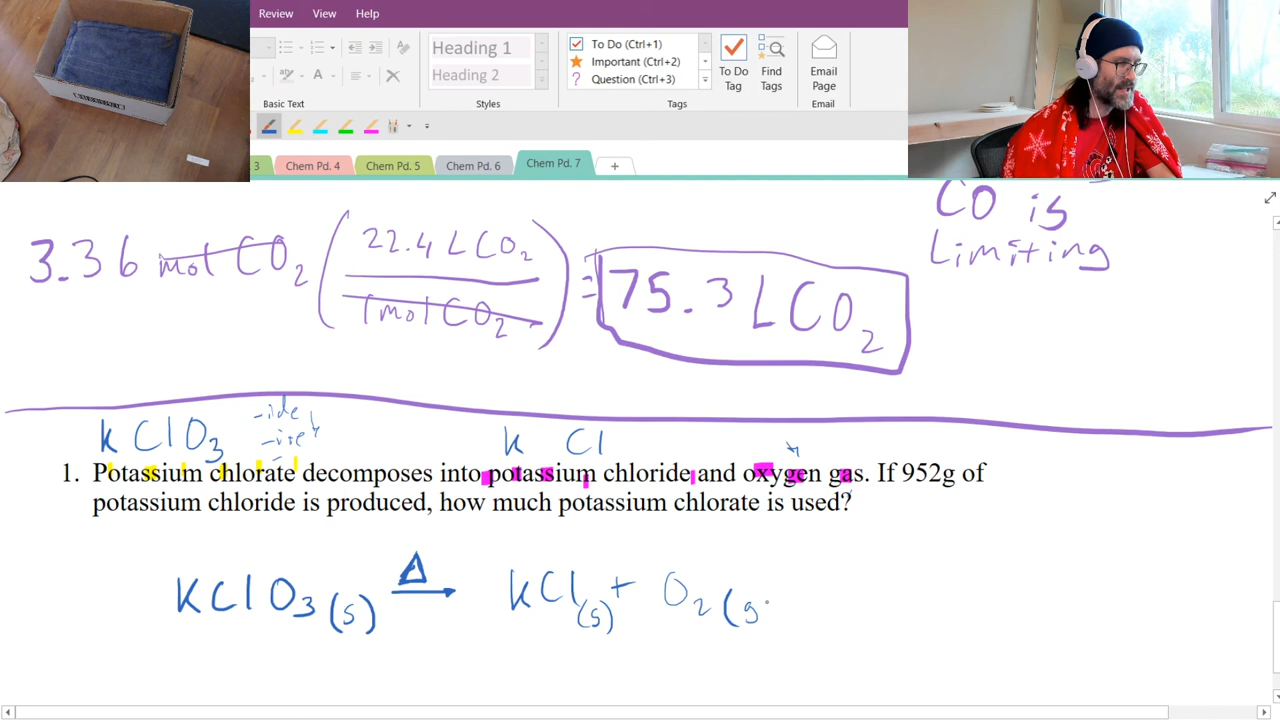 Review View Help
Heading 1
Heading 2
To Do (Ctrl+1)
Important (Ctrl+2)
Question (Ctrl+3)
To Do Tag
Find Tags
Email Page
Basic Text
Styles
Tags
Email
3 Chem Pd. 4 Chem Pd. 5 Chem Pd. 6 Chem Pd. 7 +
CO is
Limiting
3.36 mol CO2 (22.4 L CO2 / 1 mol CO2) = 75.3 L CO2
K ClO3 -ide
K Cl
1. Potassium chlorate decomposes into potassium chloride and oxygen gas. If 952g of
potassium chloride is produced, how much potassium chlorate is used?
KClO3(s) Δ→ KCl(s) + O2(g